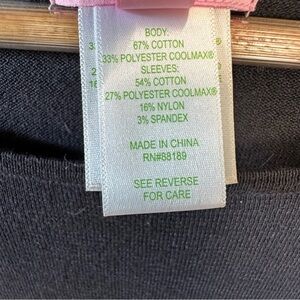 BODY:
67% COTTON
33% POLYESTER COOLMAX®
SLEEVES:
54% COTTON
27% POLYESTER COOLMAX®
16% NYLON
3% SPANDEX
MADE IN CHINA
RN#88189
SEE REVERSE
FOR CARE